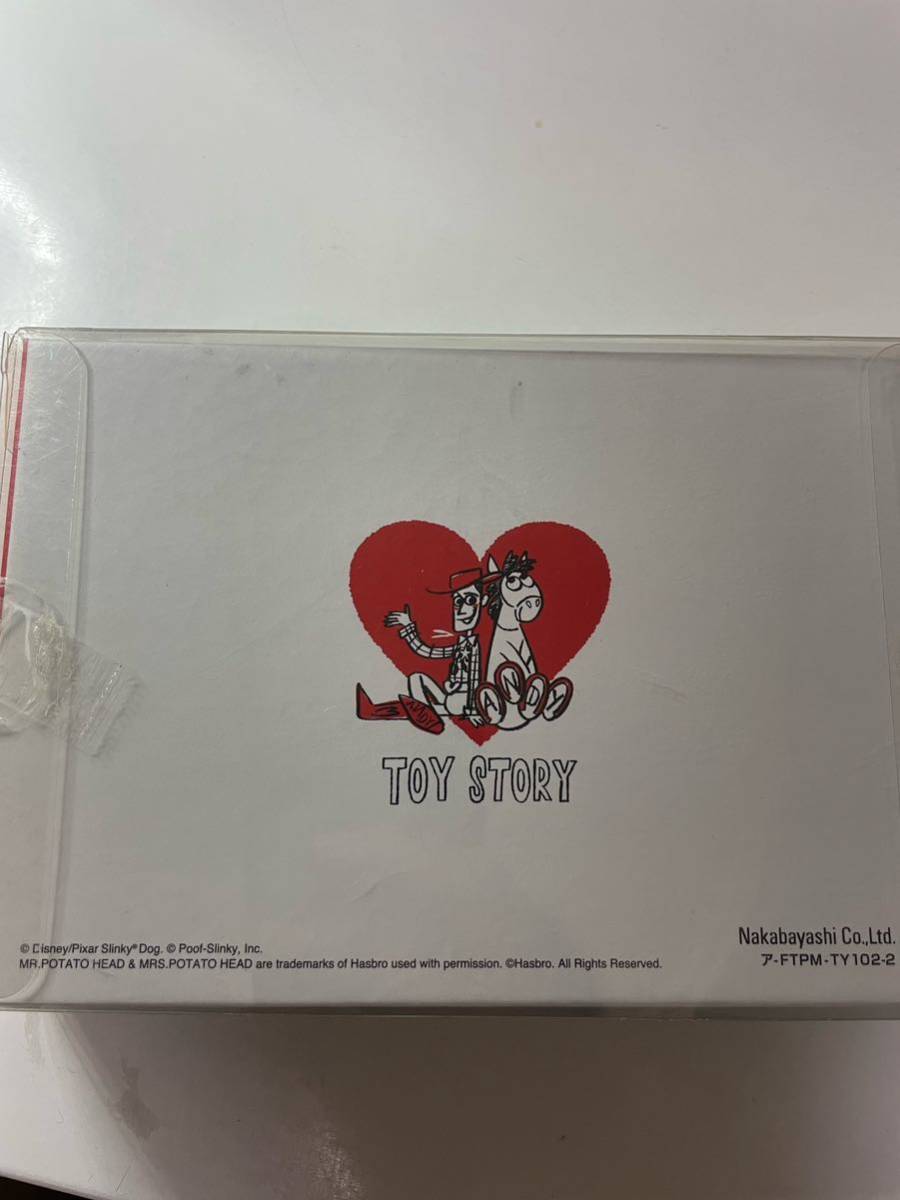 ANDY
ANDY
TOY STORY
© Disney/Pixar Slinky® Dog. © Poof-Slinky, Inc.
MR.POTATO HEAD & MRS.POTATO HEAD are trademarks of Hasbro used with permission. ©Hasbro. All Rights Reserved.
Nakabayashi Co.,Ltd.
ア-FTPM-TY102-2